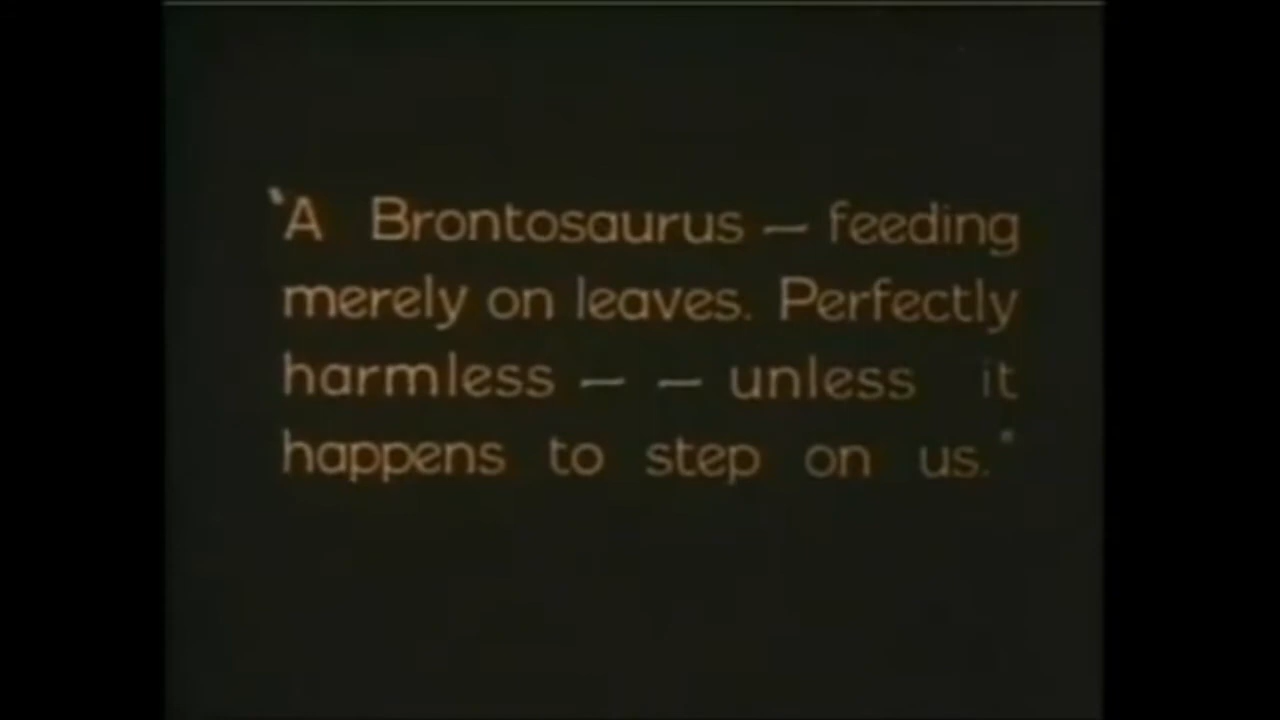 "A Brontosaurus — feeding
merely on leaves. Perfectly
harmless — — unless it
happens to step on us."